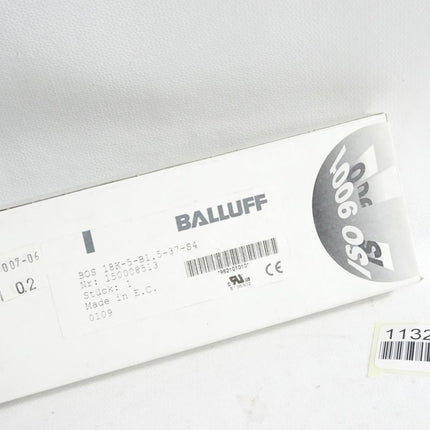 BALLUFF
BOS 18K-5-B1.5-37-S4
Nr: 150008513
Stück: 1
Made in E.C.
0109
007-06
0.2
ISO 9001
1132